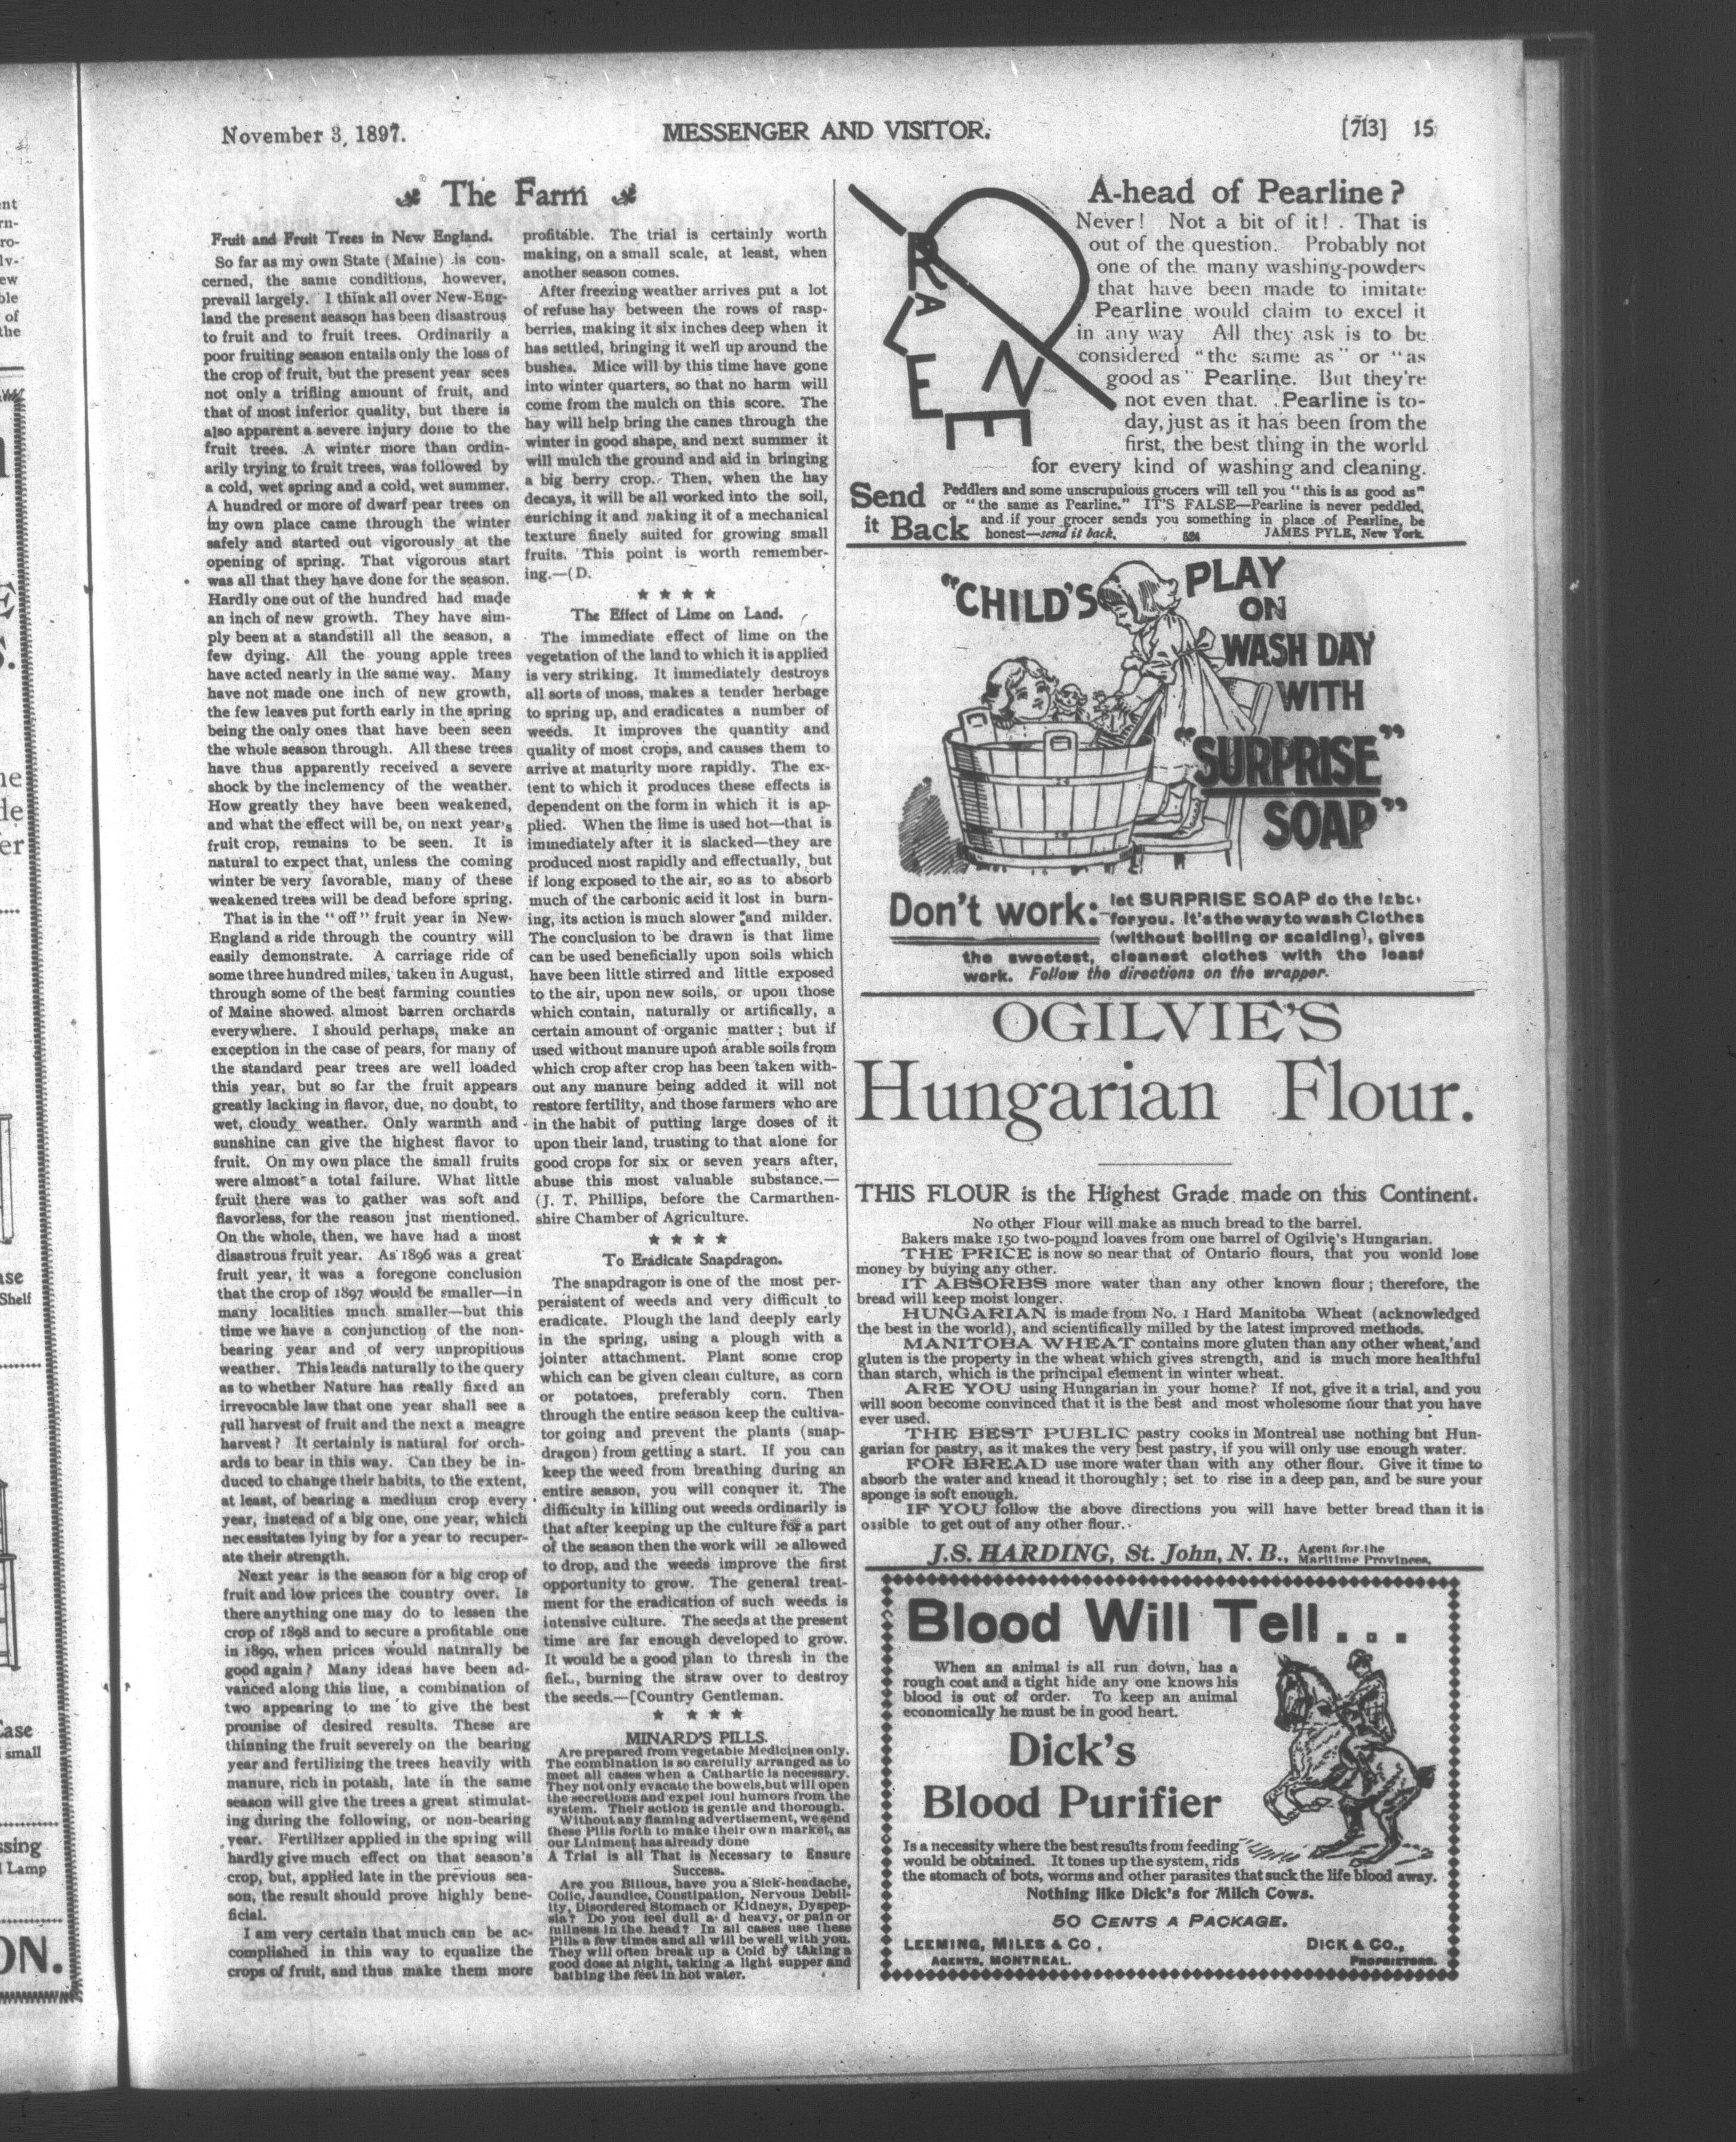 November 3, 1897.
MESSENGER AND VISITOR.
[713] 15
The Farm
Fruit and Fruit Trees in New England.
So far as my own State (Maine) is con-
cerned, the same conditions, however,
prevail largely. I think all over New-Eng-
land the present season has been disastrous
to fruit and to fruit trees. Ordinarily a
poor fruiting season entails only the loss of
the crop of fruit, but the present year sees
not only a trifling amount of fruit, and
that of most inferior quality, but there is
also apparent a severe injury done to the
fruit trees. A winter more than ordin-
arily trying to fruit trees, was followed by
a cold, wet spring and a cold, wet summer.
A hundred or more of dwarf pear trees on
my own place came through the winter
safely and started out vigorously at the
opening of spring. That vigorous start
was all that they have done for the season.
Hardly one out of the hundred had made
an inch of new growth. They have sim-
ply been at a standstill all the season, a
few dying. All the young apple trees
have acted nearly in the same way. Many
have not made one inch of new growth,
the few leaves put forth early in the spring
being the only ones that have been seen
the whole season through. All these trees
have thus apparently received a severe
shock by the inclemency of the weather.
How greatly they have been weakened,
and what the effect will be, on next year's
fruit crop, remains to be seen. It is
natural to expect that, unless the coming
winter be very favorable, many of these
weakened trees will be dead before spring.
That is in the "off" fruit year in New-
England a ride through the country will
easily demonstrate. A carriage ride of
some three hundred miles, taken in August,
through some of the best farming counties
of Maine showed almost barren orchards
everywhere. I should perhaps, make an
exception in the case of pears, for many of
the standard pear trees are well loaded
this year, but so far the fruit appears
greatly lacking in flavor, due, no doubt, to
wet, cloudy weather. Only warmth and
sunshine can give the highest flavor to
fruit. On my own place the small fruits
were almost a total failure. What little
fruit there was to gather was soft and
flavorless, for the reason just mentioned.
On the whole, then, we have had a most
disastrous fruit year. As 1896 was a great
fruit year, it was a foregone conclusion
that the crop of 1897 would be smaller—in
many localities much smaller—but this
time we have a conjunction of the non-
bearing year and of very unpropitious
weather. This leads naturally to the query
as to whether Nature has really fixed an
irrevocable law that one year shall see a
full harvest of fruit and the next a meagre
harvest? It certainly is natural for orch-
ards to bear in this way. Can they be in-
duced to change their habits, to the extent,
at least, of bearing a medium crop every
year, instead of a big one, one year, which
necessitates lying by for a year to recuper-
ate their strength.
Next year is the season for a big crop of
fruit and low prices the country over. Is
there anything one may do to lessen the
crop of 1898 and to secure a profitable one
in 1899, when prices would naturally be
good again? Many ideas have been ad-
vanced along this line, a combination of
two appearing to me to give the best
promise of desired results. These are
thinning the fruit severely on the bearing
year and fertilizing the trees heavily with
manure, rich in potash, late in the same
season will give the trees a great stimulat-
ing during the following, or non-bearing
year. Fertilizer applied in the spring will
hardly give much effect on that season's
crop, but, applied late in the previous sea-
son, the result should prove highly bene-
ficial.
I am very certain that much can be ac-
complished in this way to equalize the
crops of fruit, and thus make them more
profitable. The trial is certainly worth
making, on a small scale, at least, when
another season comes.
After freezing weather arrives put a lot
of refuse hay between the rows of rasp-
berries, making it six inches deep when it
has settled, bringing it well up around the
bushes. Mice will by this time have gone
into winter quarters, so that no harm will
come from the mulch on this score. The
hay will help bring the canes through the
winter in good shape, and next summer it
will mulch the ground and aid in bringing
a big berry crop. Then, when the hay
decays, it will be all worked into the soil,
enriching it and making it of a mechanical
texture finely suited for growing small
fruits. This point is worth remember-
ing.—(D.
* * * *
The Effect of Lime on Land.
The immediate effect of lime on the
vegetation of the land to which it is applied
is very striking. It immediately destroys
all sorts of moss, makes a tender herbage
to spring up, and eradicates a number of
weeds. It improves the quantity and
quality of most crops, and causes them to
arrive at maturity more rapidly. The ex-
tent to which it produces these effects is
dependent on the form in which it is ap-
plied. When the lime is used hot—that is
immediately after it is slacked—they are
produced most rapidly and effectually, but
if long exposed to the air, so as to absorb
much of the carbonic acid it lost in burn-
ing, its action is much slower and milder.
The conclusion to be drawn is that lime
can be used beneficially upon soils which
have been little stirred and little exposed
to the air, upon new soils, or upon those
which contain, naturally or artifically, a
certain amount of organic matter; but if
used without manure upon arable soils from
which crop after crop has been taken with-
out any manure being added it will not
restore fertility, and those farmers who are
in the habit of putting large doses of it
upon their land, trusting to that alone for
good crops for six or seven years after,
abuse this most valuable substance.—
(J. T. Phillips, before the Carmarthen-
shire Chamber of Agriculture.
* * * *
To Eradicate Snapdragon.
The snapdragon is one of the most per-
persistent of weeds and very difficult to
eradicate. Plough the land deeply early
in the spring, using a plough with a
jointer attachment. Plant some crop
which can be given clean culture, as corn
or potatoes, preferably corn. Then
through the entire season keep the cultiva-
tor going and prevent the plants (snap-
dragon) from getting a start. If you can
keep the weed from breathing during an
entire season, you will conquer it. The
difficulty in killing out weeds ordinarily is
that after keeping up the culture for a part
of the season then the work will be allowed
to drop, and the weeds improve the first
opportunity to grow. The general treat-
ment for the eradication of such weeds is
intensive culture. The seeds at the present
time are far enough developed to grow.
It would be a good plan to thresh in the
field, burning the straw over to destroy
the seeds.—[Country Gentleman.
* * * *
MINARD'S PILLS.
Are prepared from vegetable Medicines only.
The combination is so carefully arranged as to
meet all cases when a Cathartic is necessary.
They not only evacate the bowels, but will open
the secretions and expel foul humors from the
system. Their action is gentle and thorough.
Without any flaming advertisement, we send
these Pills forth to make their own market, as
our Liniment has already done
A Trial is all That is Necessary to Ensure
Success.
Are you Bilious, have you a Sick-headache,
Colic, Jaundice, Constipation, Nervous Debil-
ity, Disordered Stomach or Kidneys, Dyspep-
sia? Do you feel dull and heavy, or pain or
fullness in the head? In all cases use these
Pills a few times and all will be well with you.
They will often break up a Cold by taking a
good dose at night, taking a light supper and
bathing the feet in hot water.
PEARLINE
A-head of Pearline?
Never! Not a bit of it! That is
out of the question. Probably not
one of the many washing-powders
that have been made to imitate
Pearline would claim to excel it
in any way All they ask is to be
considered "the same as" or "as
good as" Pearline. But they're
not even that. Pearline is to-
day, just as it has been from the
first, the best thing in the world
for every kind of washing and cleaning.
Send it Back
Peddlers and some unscrupulous grocers will tell you "this is as good as"
or "the same as Pearline." IT'S FALSE—Pearline is never peddled,
and if your grocer sends you something in place of Pearline, be
honest—send it back. 524 JAMES PYLE, New York.
"CHILD'S PLAY
ON
WASH DAY
WITH
"SURPRISE"
SOAP"
Don't work:
let SURPRISE SOAP do the labor
for you. It's the way to wash Clothes
(without boiling or scalding), gives
the sweetest, cleanest clothes with the least
work. Follow the directions on the wrapper.
OGILVIE'S
Hungarian Flour.
THIS FLOUR is the Highest Grade made on this Continent.
No other Flour will make as much bread to the barrel.
Bakers make 150 two-pound loaves from one barrel of Ogilvie's Hungarian.
THE PRICE is now so near that of Ontario flours, that you would lose
money by buying any other.
IT ABSORBS more water than any other known flour; therefore, the
bread will keep moist longer.
HUNGARIAN is made from No. 1 Hard Manitoba Wheat (acknowledged
the best in the world), and scientifically milled by the latest improved methods.
MANITOBA WHEAT contains more gluten than any other wheat, and
gluten is the property in the wheat which gives strength, and is much more healthful
than starch, which is the principal element in winter wheat.
ARE YOU using Hungarian in your home? If not, give it a trial, and you
will soon become convinced that it is the best and most wholesome flour that you have
ever used.
THE BEST PUBLIC pastry cooks in Montreal use nothing but Hun-
garian for pastry, as it makes the very best pastry, if you will only use enough water.
FOR BREAD use more water than with any other flour. Give it time to
absorb the water and knead it thoroughly; set to rise in a deep pan, and be sure your
sponge is soft enough.
IF YOU follow the above directions you will have better bread than it is
ossible to get out of any other flour.
J.S. HARDING, St. John, N. B., Agent for the
Maritime Provinces.
Blood Will Tell...
When an animal is all run down, has a
rough coat and a tight hide any one knows his
blood is out of order. To keep an animal
economically he must be in good heart.
Dick's
Blood Purifier
Is a necessity where the best results from feeding
would be obtained. It tones up the system, rids
the stomach of bots, worms and other parasites that suck the life blood away.
Nothing like Dick's for Milch Cows.
50 CENTS A PACKAGE.
LEEMING, MILES & CO,
AGENTS, MONTREAL.
DICK & CO.,
PROPRIETORS.